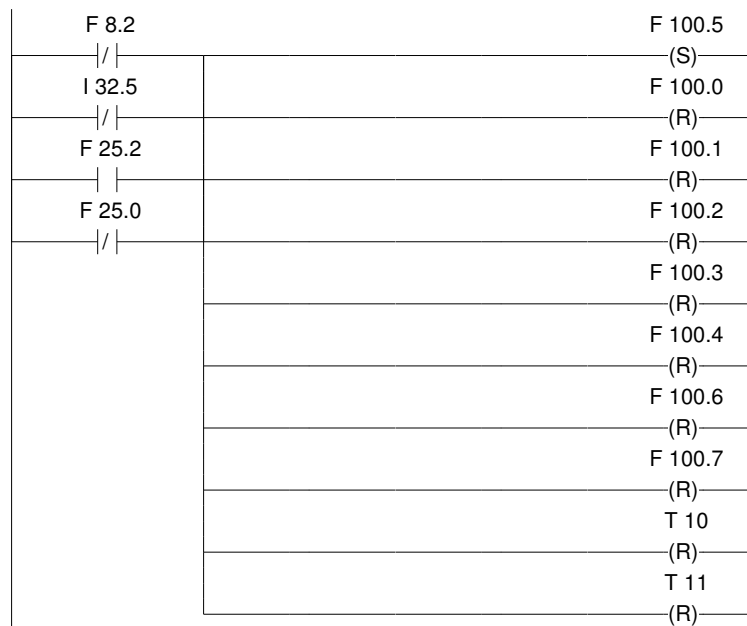 F 8.2 F 100.5
(S)
I 32.5 F 100.0
(R)
F 25.2 F 100.1
(R)
F 25.0 F 100.2
(R)
F 100.3
(R)
F 100.4
(R)
F 100.6
(R)
F 100.7
(R)
T 10
(R)
T 11
(R)